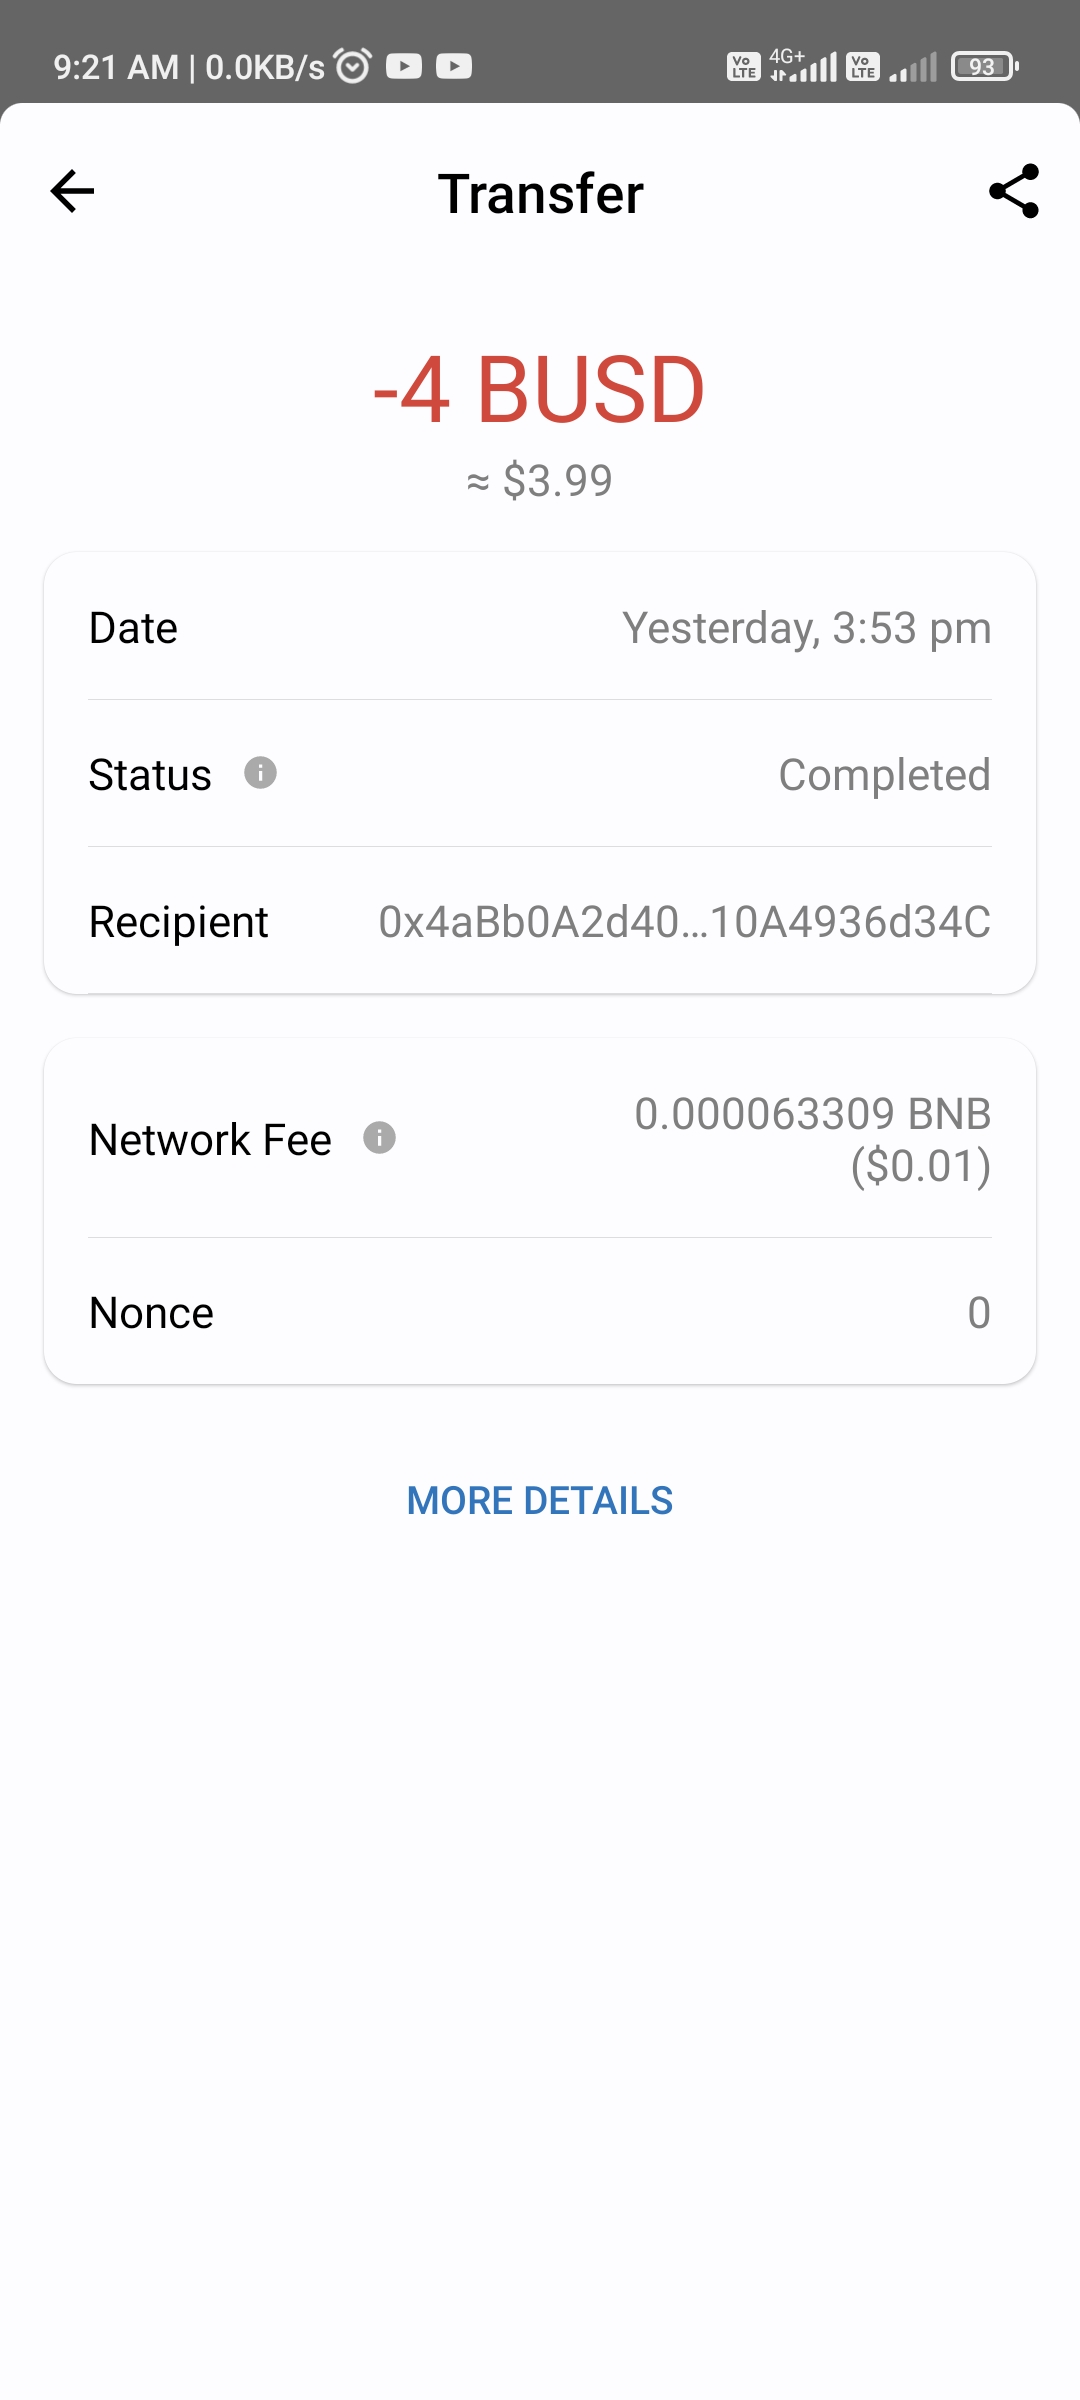 9:21 AM | 0.0KB/s Vo LTE 4G+ Vo LTE 93
Transfer
-4 BUSD
≈ $3.99
Date Yesterday, 3:53 pm
Status Completed
Recipient 0x4aBb0A2d40...10A4936d34C
Network Fee 0.000063309 BNB
($0.01)
Nonce 0
MORE DETAILS